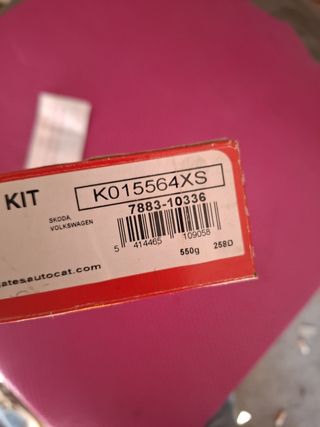 KIT
K015564XS
SKODA
VOLKSWAGEN
7883-10336
5 414465 109058
550g 258D
atesautocat.com